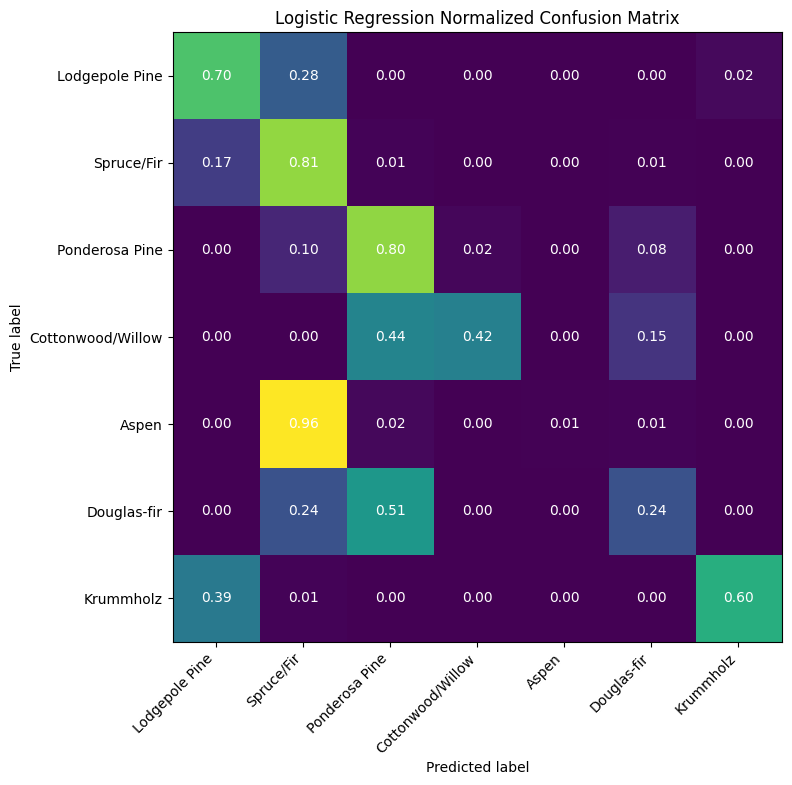 Logistic Regression Normalized Confusion Matrix
True label
Lodgepole Pine 0.70 0.28 0.00 0.00 0.00 0.00 0.02
Spruce/Fir 0.17 0.81 0.01 0.00 0.00 0.01 0.00
Ponderosa Pine 0.00 0.10 0.80 0.02 0.00 0.08 0.00
Cottonwood/Willow 0.00 0.00 0.44 0.42 0.00 0.15 0.00
Aspen 0.00 0.96 0.02 0.00 0.01 0.01 0.00
Douglas-fir 0.00 0.24 0.51 0.00 0.00 0.24 0.00
Krummholz 0.39 0.01 0.00 0.00 0.00 0.00 0.60
Lodgepole Pine
Spruce/Fir
Ponderosa Pine
Cottonwood/Willow
Aspen
Douglas-fir
Krummholz
Predicted label